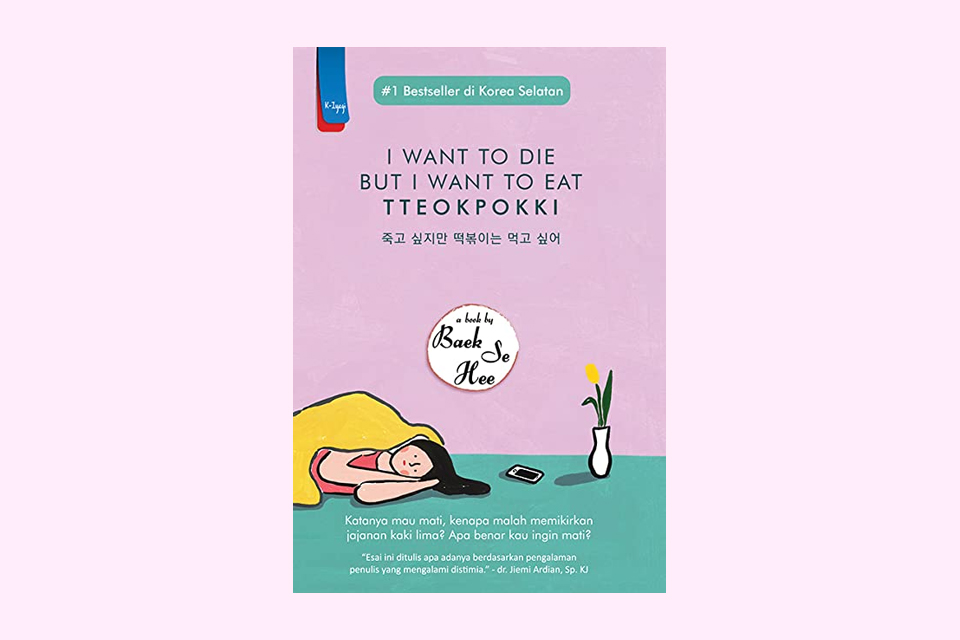 K-Iyagi
#1 Bestseller di Korea Selatan
I WANT TO DIE
BUT I WANT TO EAT
TTEOKPOKKI
죽고 싶지만 떡볶이는 먹고 싶어
a book by
Baek
Se
Hee
Katanya mau mati, kenapa malah memikirkan
jajanan kaki lima? Apa benar kau ingin mati?
“Esai ini ditulis apa adanya berdasarkan pengalaman
penulis yang mengalami distimia.” - dr. Jiemi Ardian, Sp. KJ